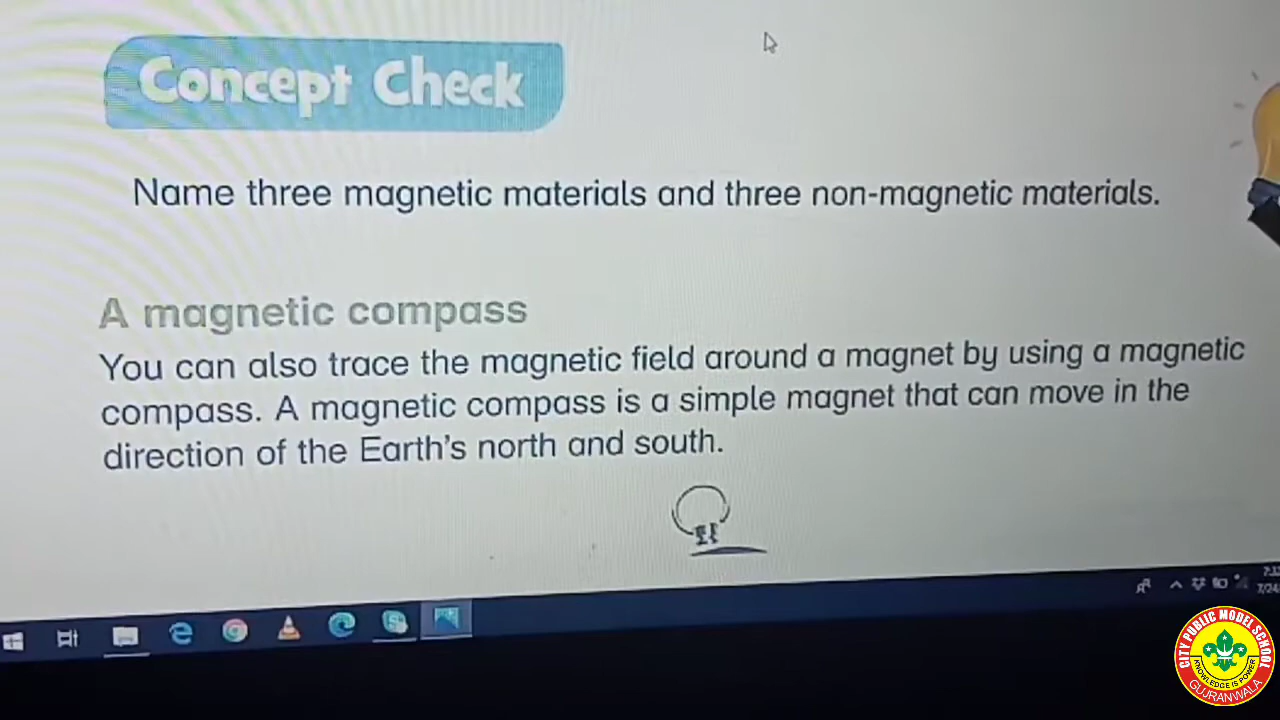 Concept Check
Name three magnetic materials and three non-magnetic materials.
A magnetic compass
You can also trace the magnetic field around a magnet by using a magnetic
compass. A magnetic compass is a simple magnet that can move in the
direction of the Earth's north and south.
CITY PUBLIC MODEL SCHOOL
KNOWLEDGE IS POWER
GUJRANWALA